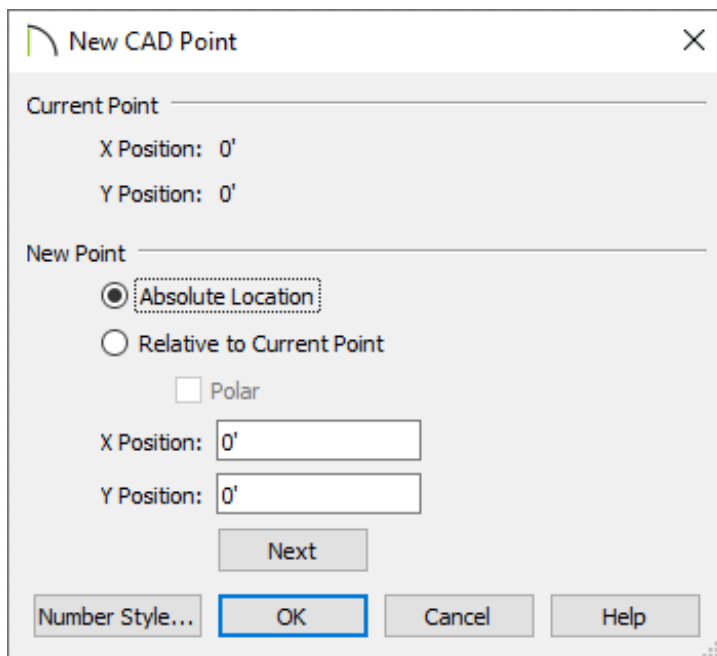 New CAD Point
Current Point
X Position: 0'
Y Position: 0'
New Point
Absolute Location
Relative to Current Point
Polar
X Position: 0'
Y Position: 0'
Next
Number Style... OK Cancel Help